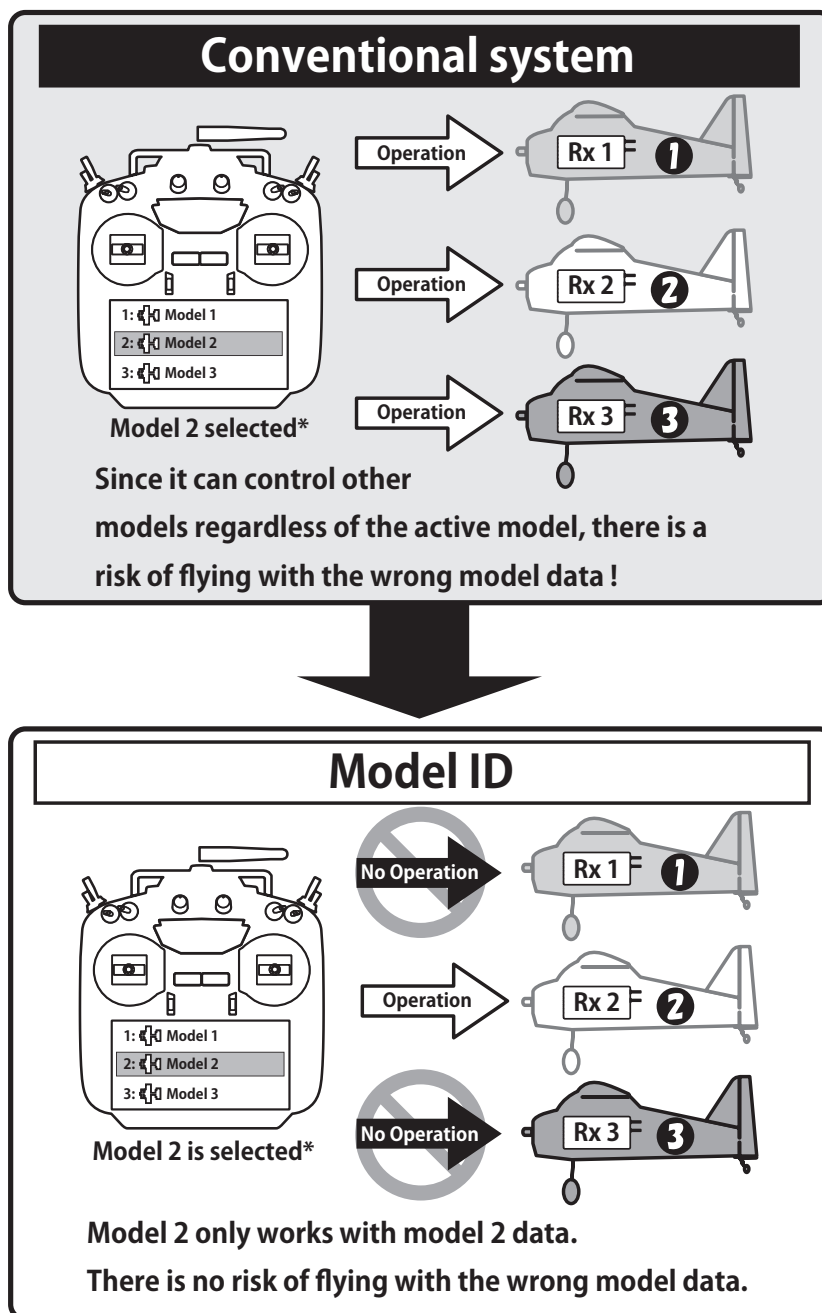 Conventional system
Operation
Rx 1
1
Operation
Rx 2
2
1: Model 1
2: Model 2
3: Model 3
Operation
Rx 3
3
Model 2 selected*
Since it can control other
models regardless of the active model, there is a
risk of flying with the wrong model data !
Model ID
No Operation
Rx 1
1
Operation
Rx 2
2
1: Model 1
2: Model 2
3: Model 3
No Operation
Rx 3
3
Model 2 is selected*
Model 2 only works with model 2 data.
There is no risk of flying with the wrong model data.